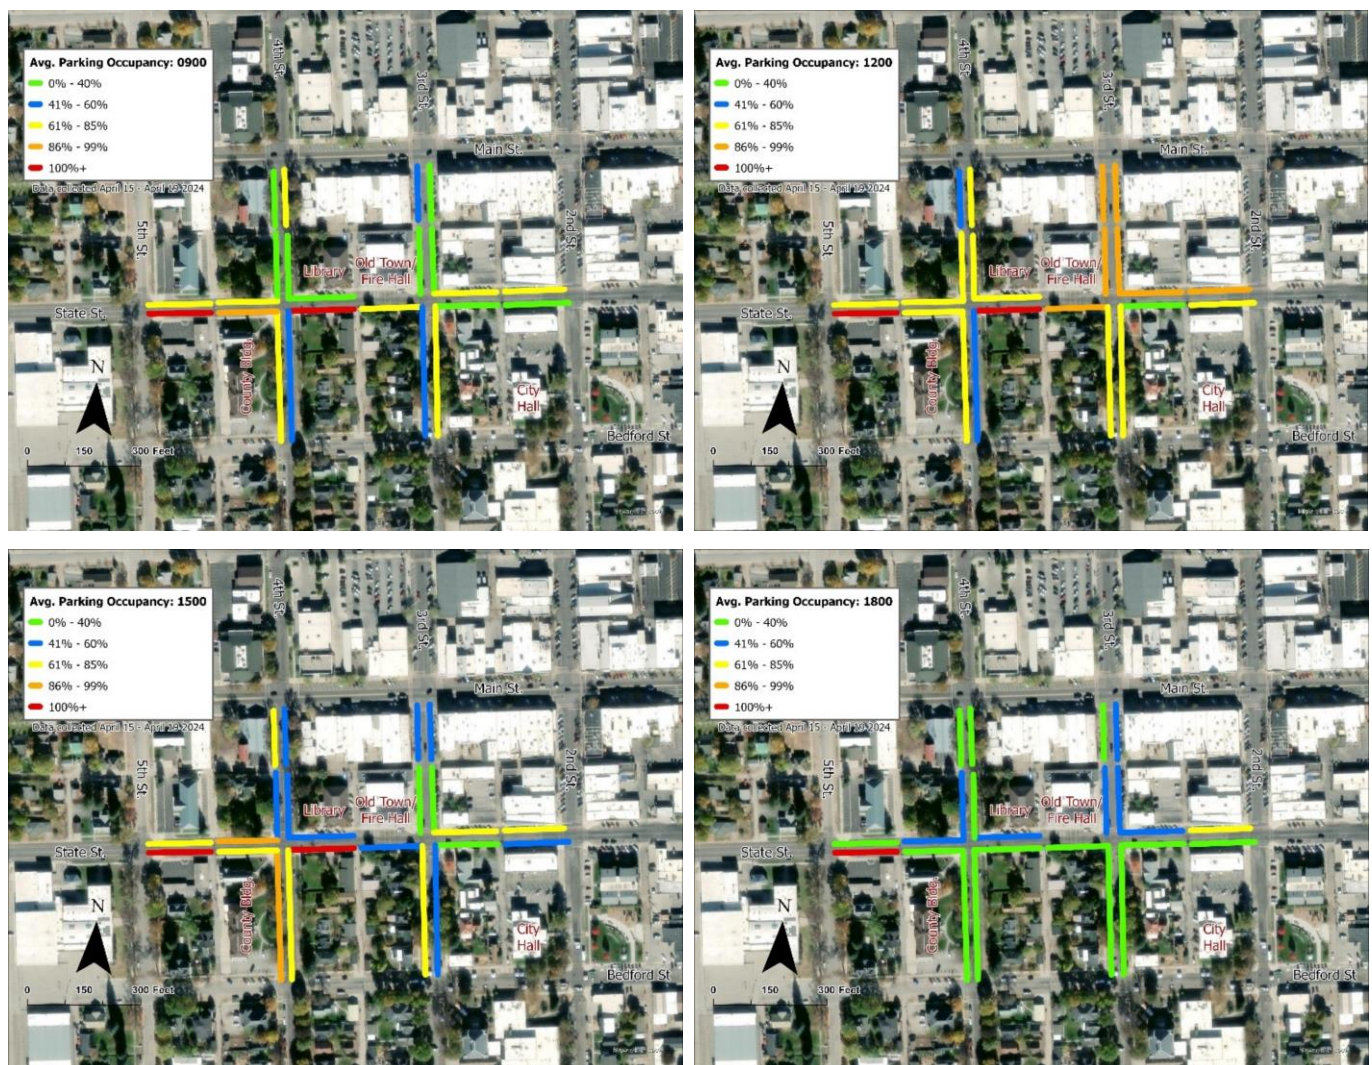 Avg. Parking Occupancy: 0900
0% - 40%
41% - 60%
61% - 85%
86% - 99%
100%+
Data collected April 15 - April 19 2024
4th St.
3rd St.
Main St.
5th St.
2nd St.
Library
Old Town/
Fire Hall
State St.
County Bldg.
N
City
Hall
Bedford St
0 150 300 Feet
Avg. Parking Occupancy: 1200
0% - 40%
41% - 60%
61% - 85%
86% - 99%
100%+
Data collected April 15 - April 19 2024
4th St.
3rd St.
Main St.
5th St.
2nd St.
Library
Old Town/
Fire Hall
State St.
County Bldg.
N
City
Hall
Bedford St
0 150 300 Feet
Avg. Parking Occupancy: 1500
0% - 40%
41% - 60%
61% - 85%
86% - 99%
100%+
Data collected April 15 - April 19 2024
4th St.
3rd St.
Main St.
5th St.
2nd St.
Library
Old Town/
Fire Hall
State St.
County Bldg.
N
City
Hall
Bedford St
0 150 300 Feet
Avg. Parking Occupancy: 1800
0% - 40%
41% - 60%
61% - 85%
86% - 99%
100%+
Data collected April 15 - April 19 2024
4th St.
3rd St.
Main St.
5th St.
2nd St.
Library
Old Town/
Fire Hall
State St.
County Bldg.
N
City
Hall
Bedford St
0 150 300 Feet